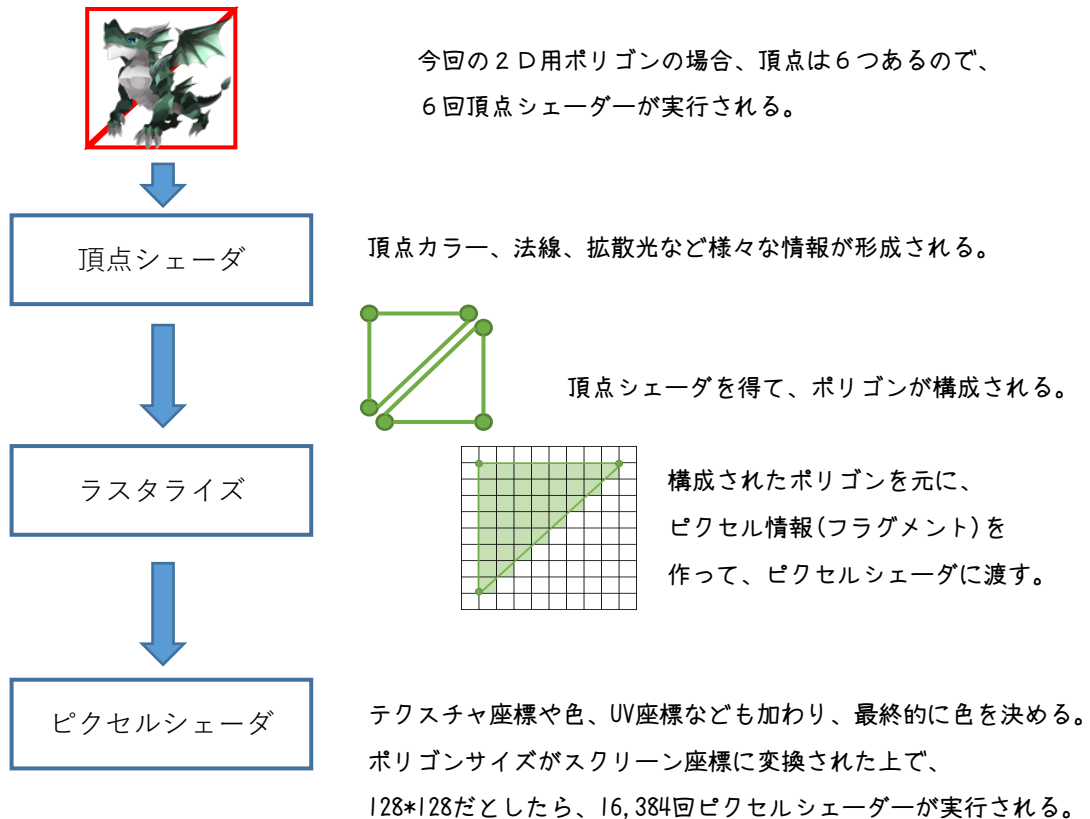 今回の2D用ポリゴンの場合、頂点は6つあるので、
6回頂点シェーダーが実行される。
頂点シェーダ
頂点カラー、法線、拡散光など様々な情報が形成される。
頂点シェーダを得て、ポリゴンが構成される。
ラスタライズ
構成されたポリゴンを元に、
ピクセル情報(フラグメント)を
作って、ピクセルシェーダに渡す。
ピクセルシェーダ
テクスチャ座標や色、UV座標なども加わり、最終的に色を決める。
ポリゴンサイズがスクリーン座標に変換された上で、
128*128だとしたら、16,384回ピクセルシェーダーが実行される。